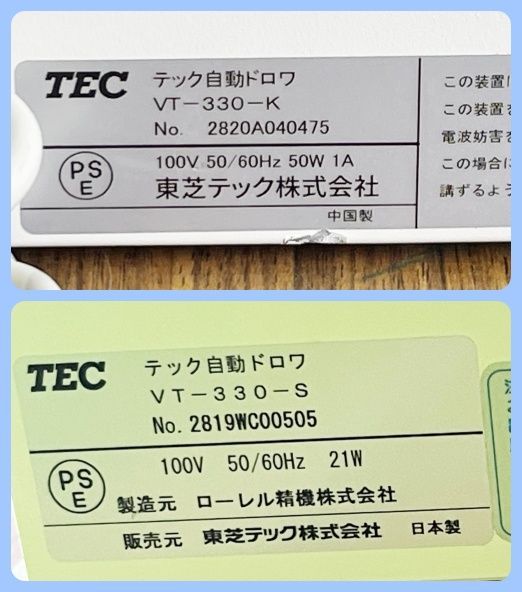 TEC テック自動ドロワ
VT-330-K
No. 2820A040475
PSE 100V 50/60Hz 50W 1A
東芝テック株式会社
中国製
この装置
この装置
電波妨害
この場合に
講ずるよう
TEC テック自動ドロワ
VT-330-S
No. 2819WC00505
PSE 100V 50/60Hz 21W
製造元 ローレル精機株式会社
販売元 東芝テック株式会社 日本製